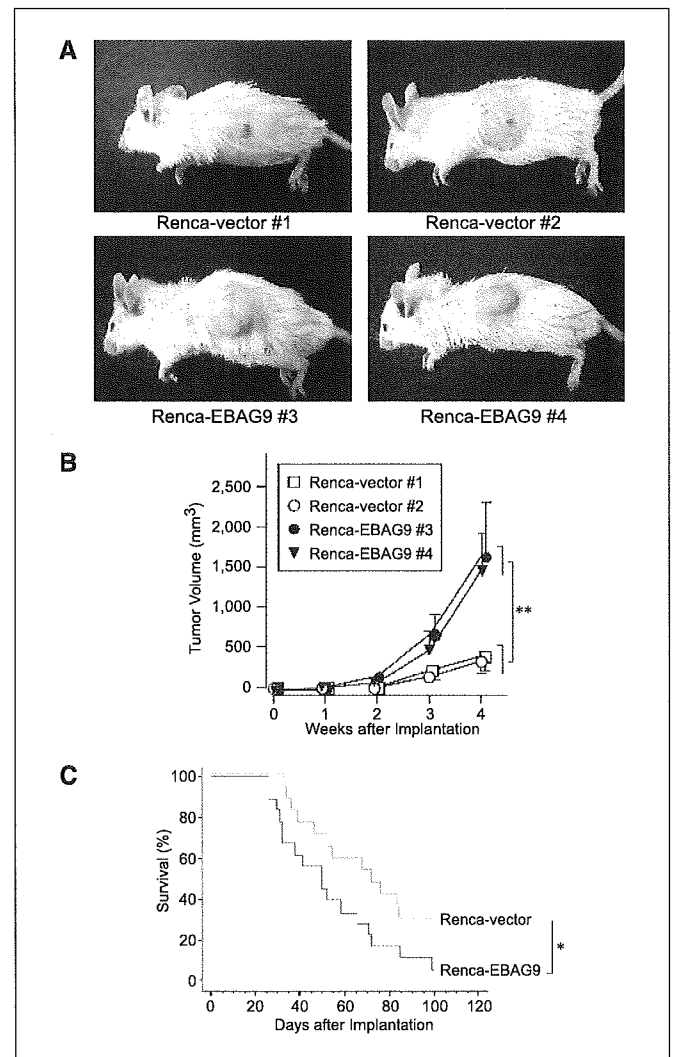 A
Renca-vector #1
Renca-vector #2
Renca-EBAG9 #3
Renca-EBAG9 #4
B
Renca-vector #1
Renca-vector #2
Renca-EBAG9 #3
Renca-EBAG9 #4
2,500
2,000
1,500
1,000
500
0
Tumor Volume (mm³)
**
0 1 2 3 4
Weeks after Implantation
C
100
80
60
40
20
0
Survival (%)
Renca-vector
Renca-EBAG9
*
0 20 40 60 80 100 120
Days after Implantation